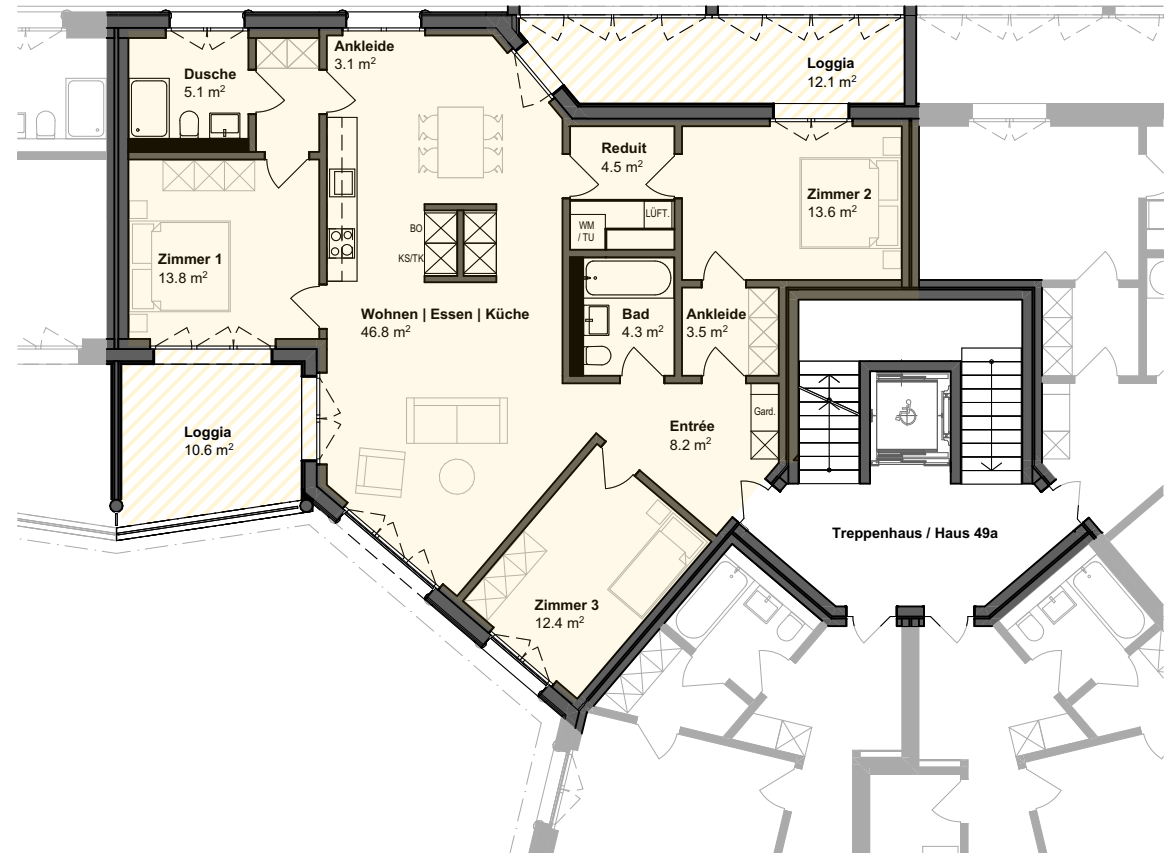 Ankleide
3.1 m²
Dusche
5.1 m²
Loggia
12.1 m²
Reduit
4.5 m²
Zimmer 2
13.6 m²
LÜFT.
WM
/ TU
BO
KS/TK
Zimmer 1
13.8 m²
Wohnen | Essen | Küche
46.8 m²
Bad
4.3 m²
Ankleide
3.5 m²
Loggia
10.6 m²
Entrée
8.2 m²
Gard.
Treppenhaus / Haus 49a
Zimmer 3
12.4 m²